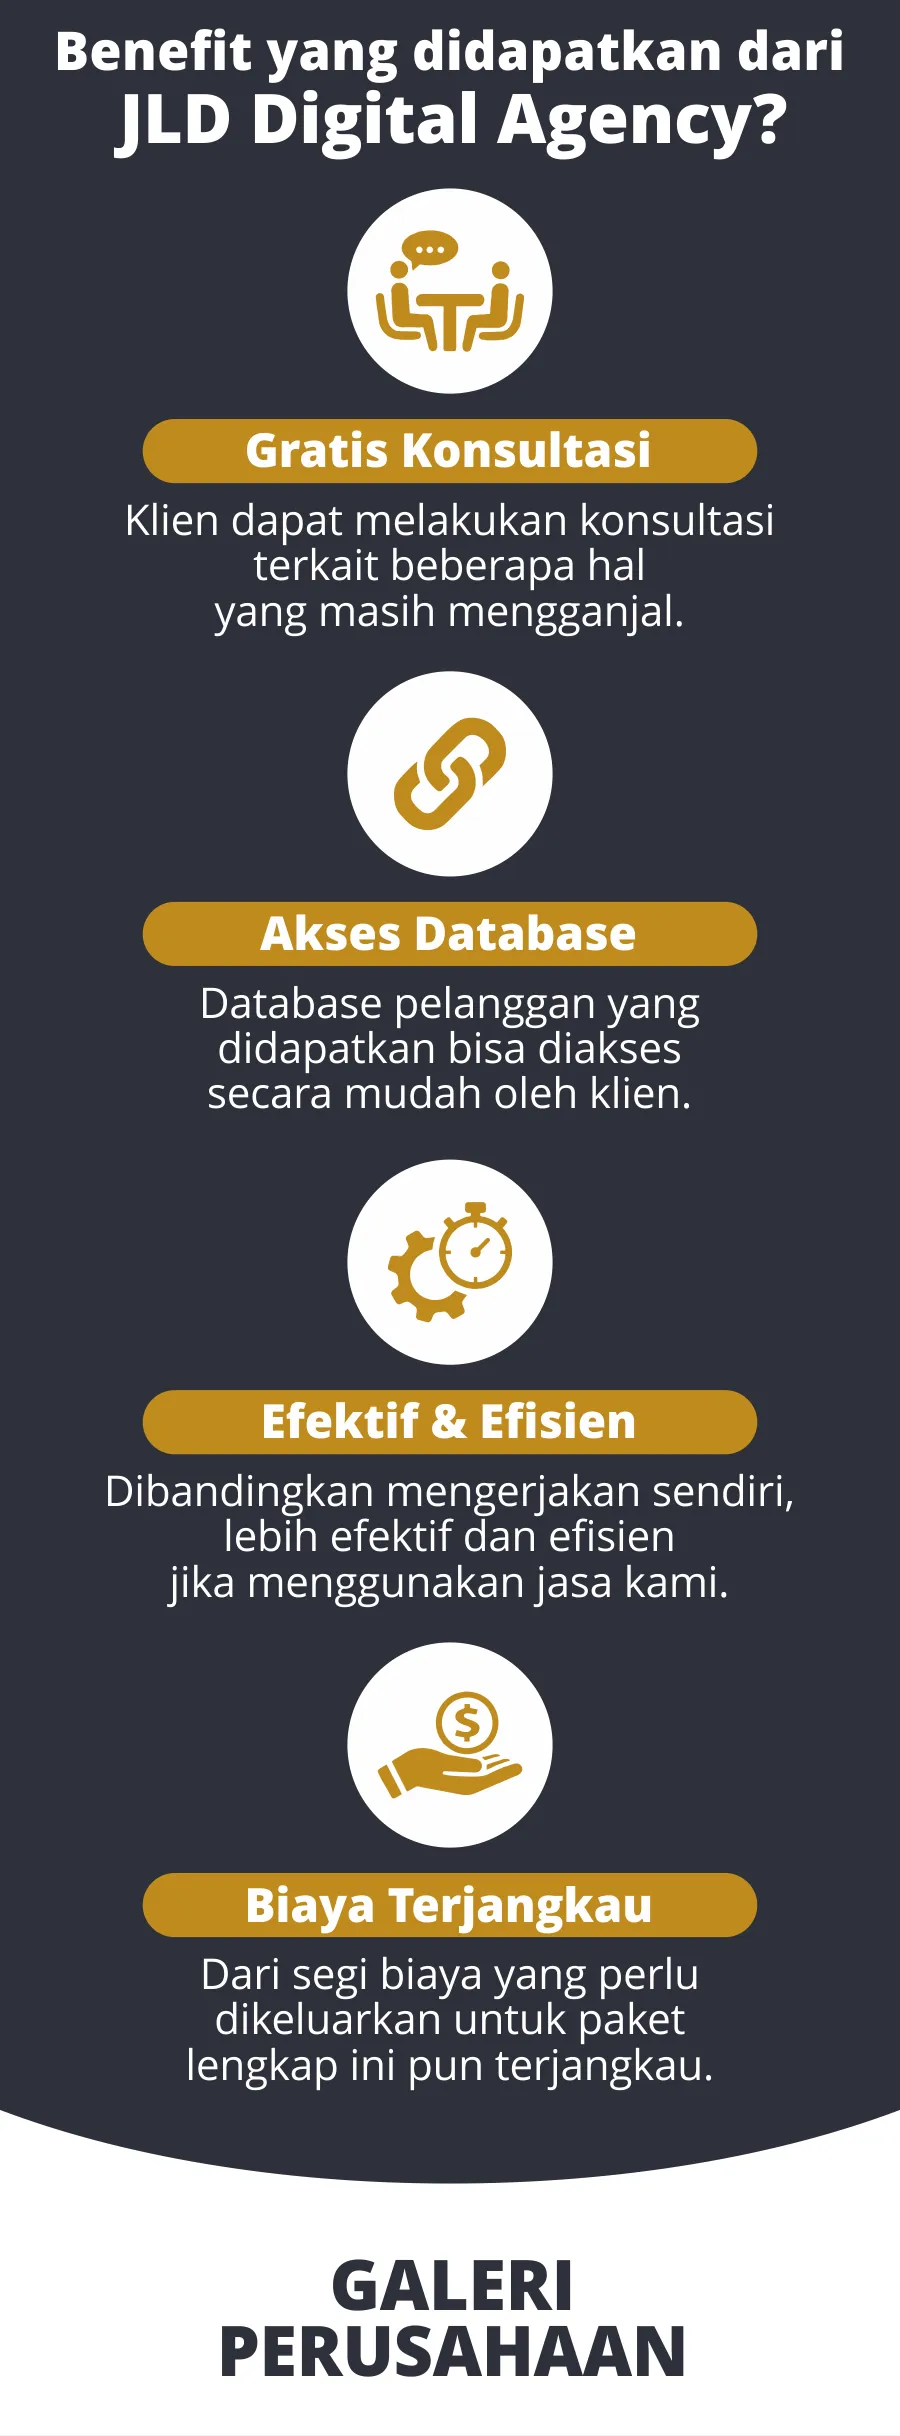 Benefit yang didapatkan dari
JLD Digital Agency?
Gratis Konsultasi
Klien dapat melakukan konsultasi
terkait beberapa hal
yang masih mengganjal.
Akses Database
Database pelanggan yang
didapatkan bisa diakses
secara mudah oleh klien.
Efektif & Efisien
Dibandingkan mengerjakan sendiri,
lebih efektif dan efisien
jika menggunakan jasa kami.
$
Biaya Terjangkau
Dari segi biaya yang perlu
dikeluarkan untuk paket
lengkap ini pun terjangkau.
GALERI
PERUSAHAAN